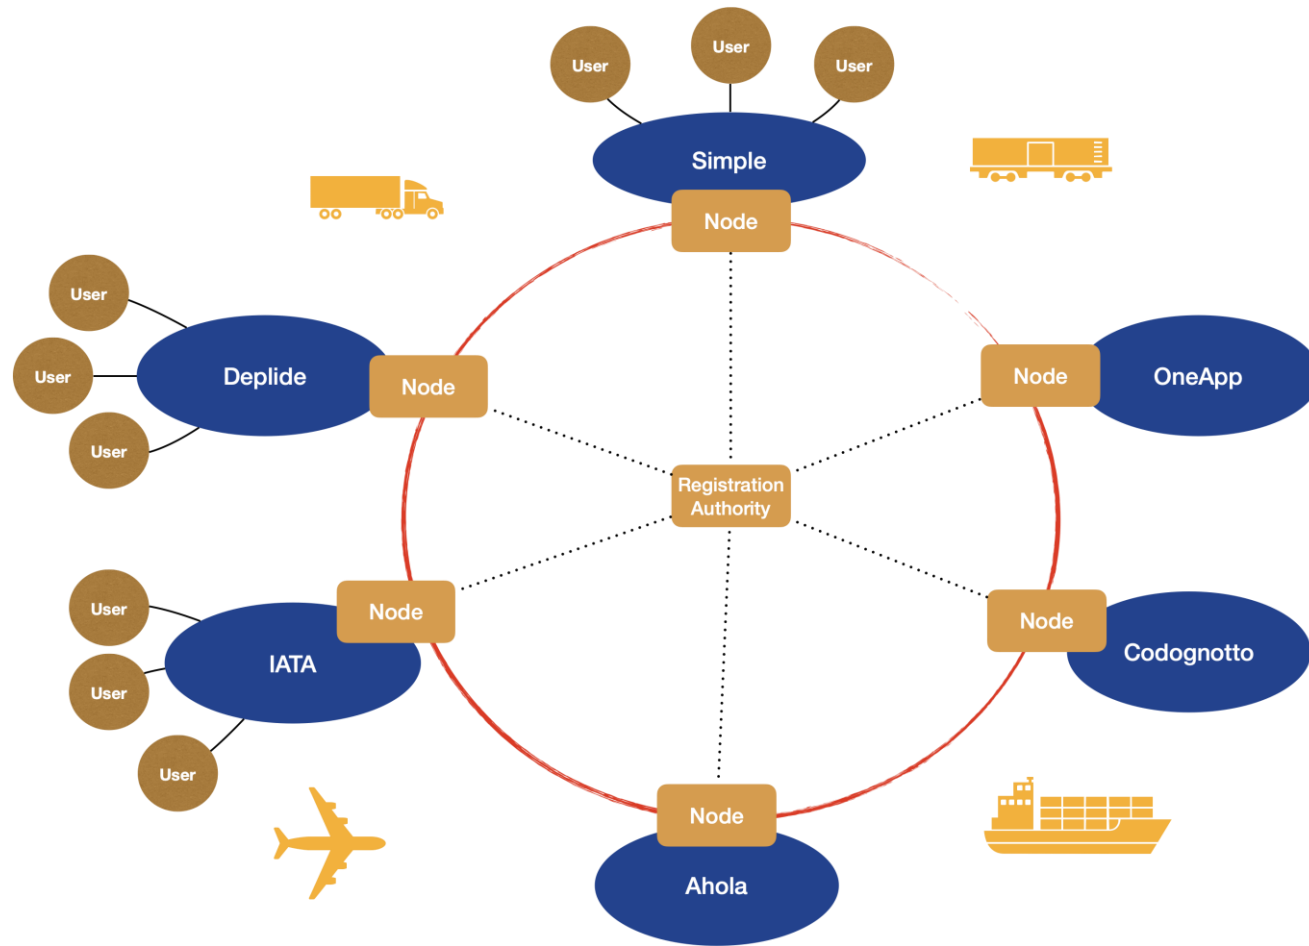 User
User
User
Simple
Node
User
User
User
Deplide
Node
Node
OneApp
Registration
Authority
User
User
User
IATA
Node
Node
Codognotto
Node
Ahola